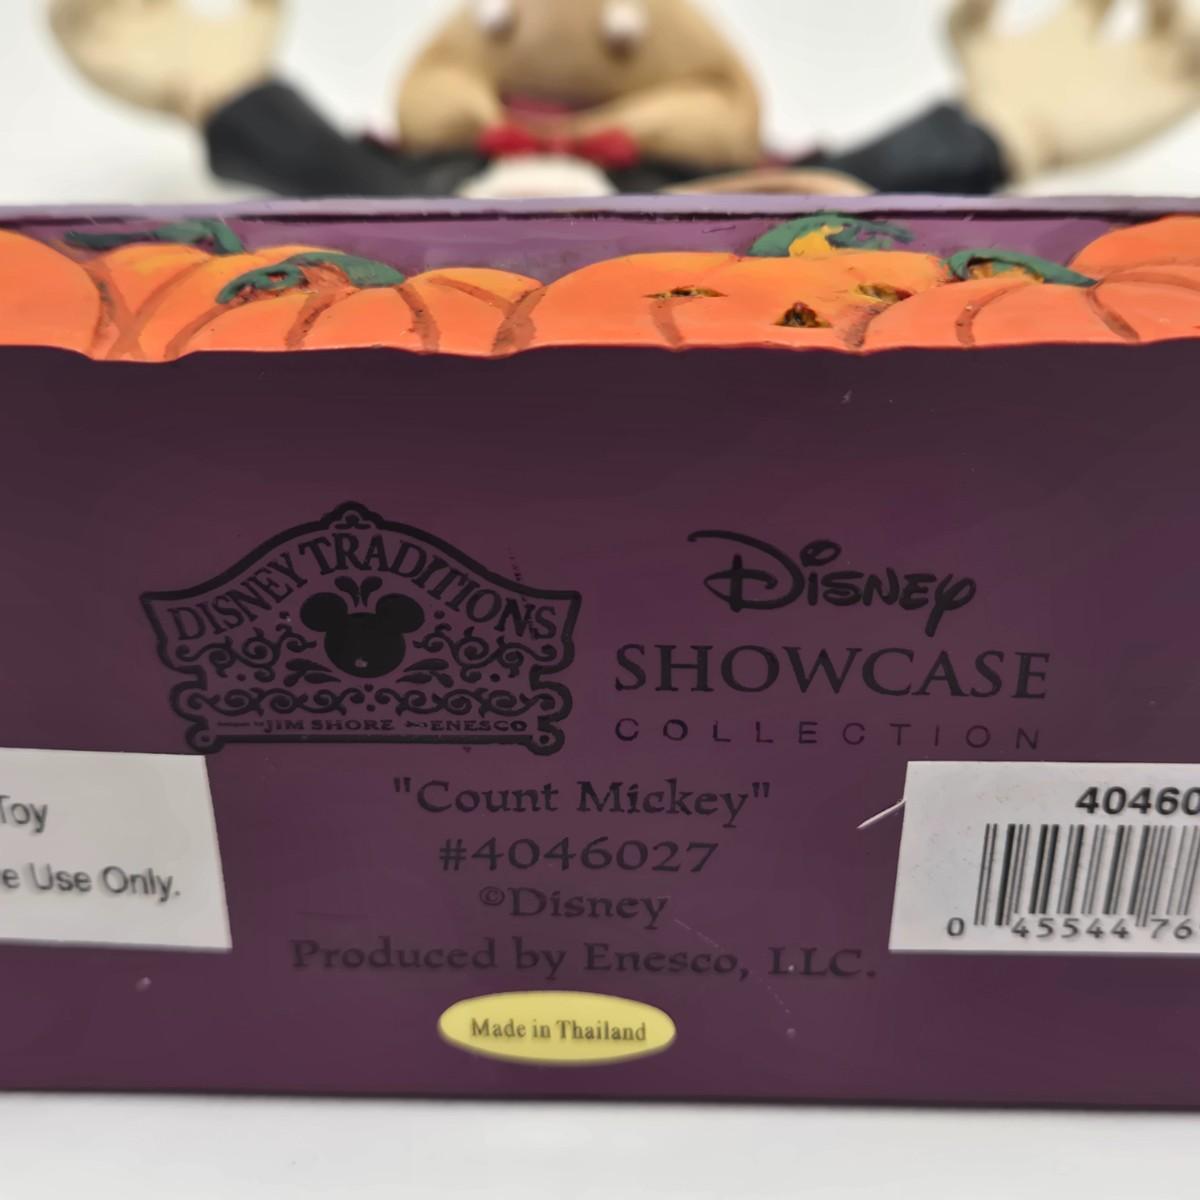 DISNEY TRADITIONS
JIM SHORE ENESCO
Disney
SHOWCASE
COLLECTION
"Count Mickey"
#4046027
©Disney
Produced by Enesco, LLC.
Made in Thailand
Toy
e Use Only.
40460
0 45544 76